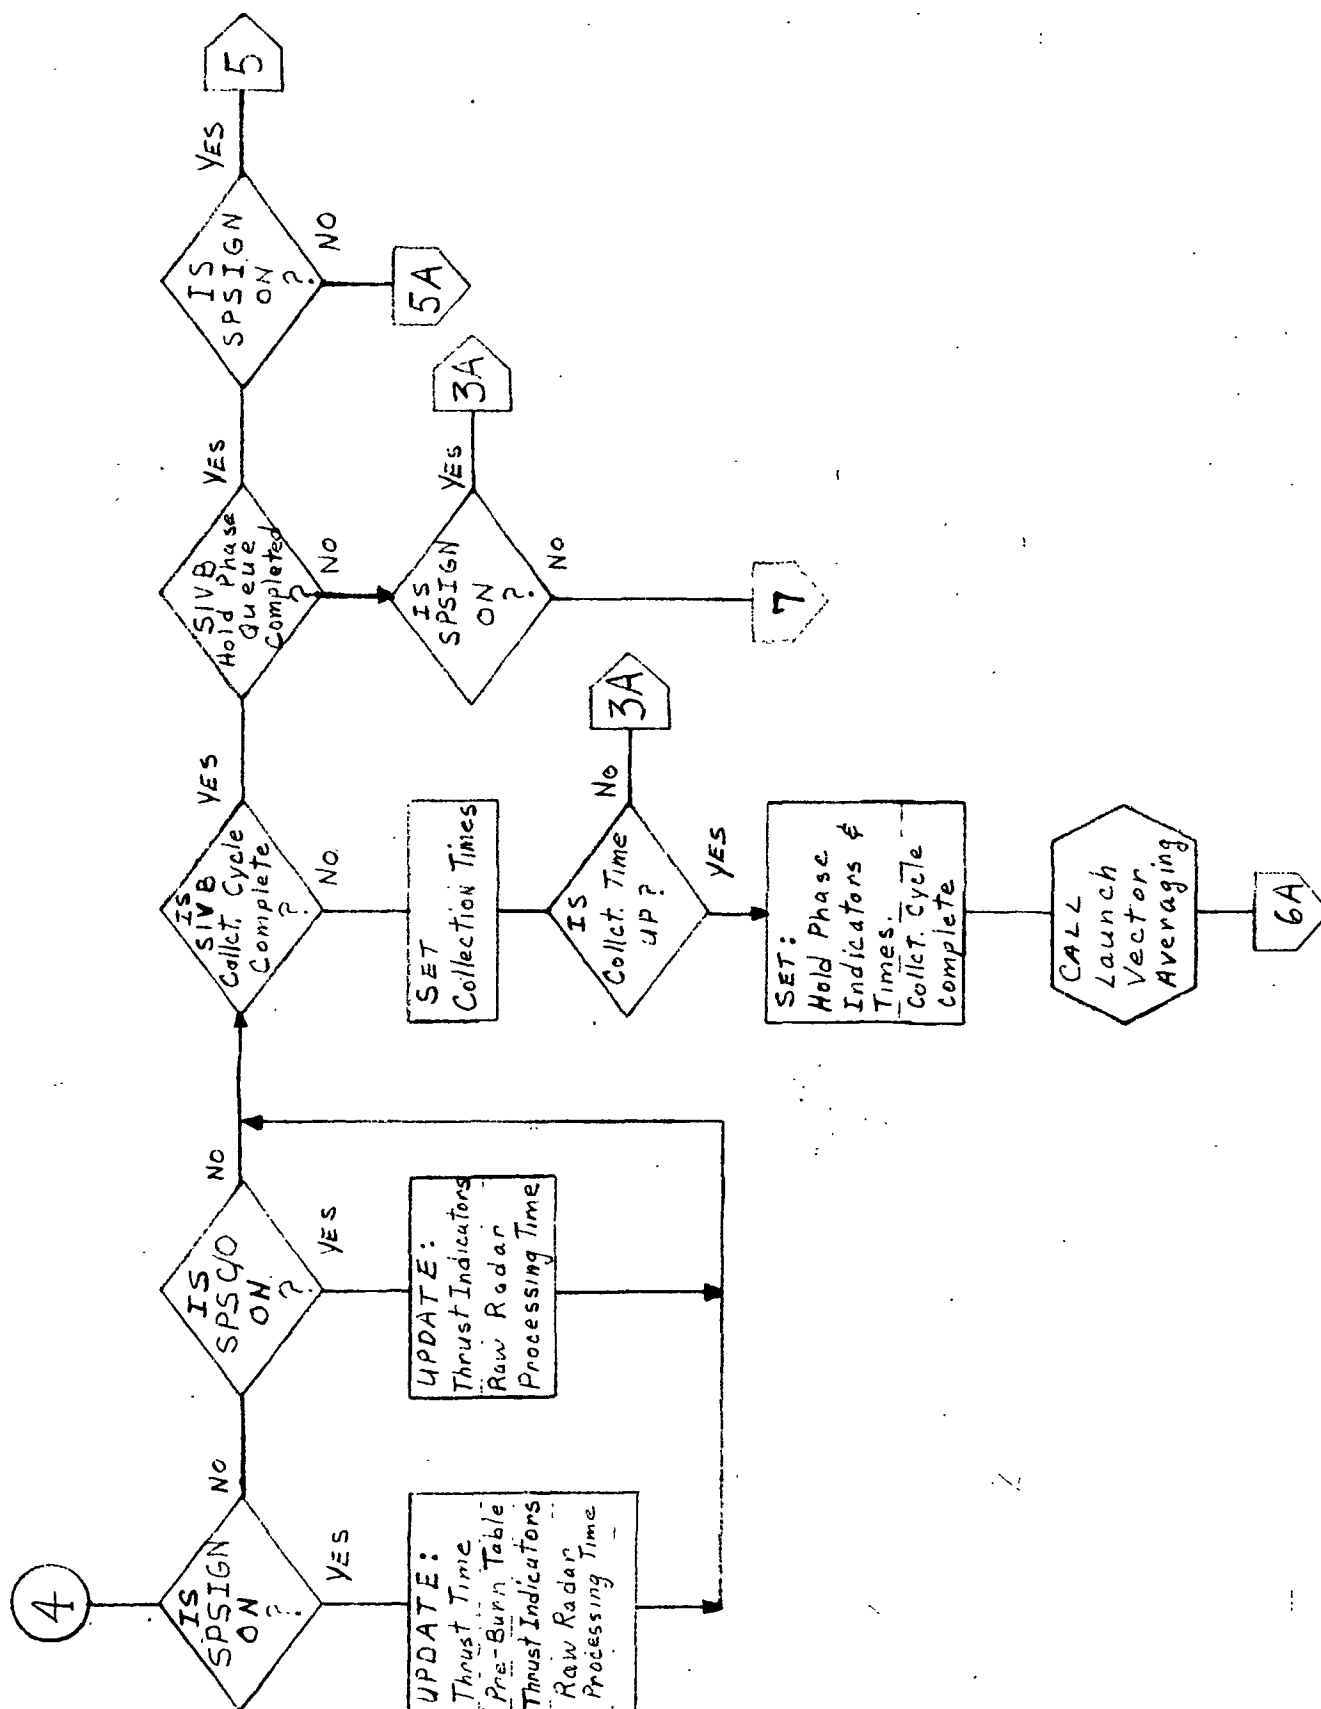 4
IS
SPSIGN
ON
?
NO
YES
UPDATE:
Thrust Time
Pre-Burn Table
Thrust Indicators
Raw Radar
Processing Time
IS
SPSC/O
ON
?
NO
YES
UPDATE:
Thrust Indicators
Raw Radar
Processing Time
IS
SIVB
Collct. Cycle
Complete
?
YES
NO
SET
Collection Times
IS
Collct. Time
UP?
NO
3A
YES
SET:
Hold Phase
Indicators &
Times.
Collct. Cycle
Complete
CALL
Launch
Vector
Averaging
6A
SIVB
Hold Phase
Queue
Completed
?
YES
NO
IS
SPSIGN
ON
?
YES
3A
NO
7
IS
SPSIGN
ON
?
YES
5
NO
5A